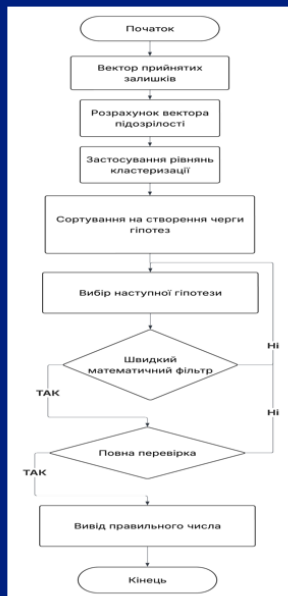 Початок
Вектор прийнятих
залишків
Розрахунок вектора
підозрілості
Застосування рівнянь
кластеризації
Сортування на створення черги
гіпотез
Вибір наступної гіпотези
Ні
Швидкий
математичний фільтр
ТАК
Ні
Повна перевірка
ТАК
Вивід правильного числа
Кінець